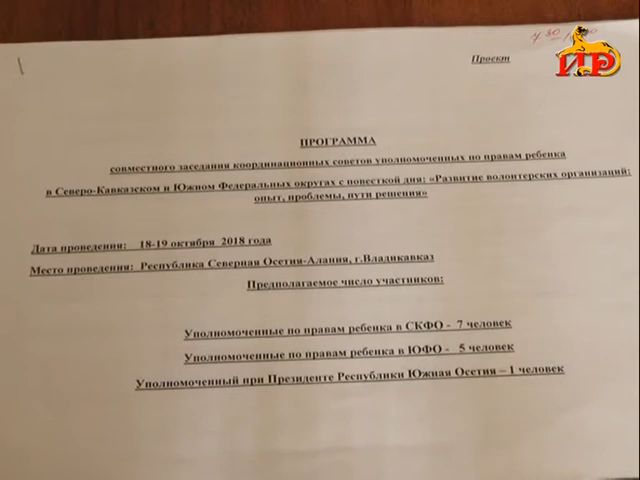 Проект
ИР
ПРОГРАММА
совместного заседания координационных советов уполномоченных по правам ребенка
в Северо-Кавказском и Южном Федеральных округах с повесткой дня: «Развитие волонтерских организаций:
опыт, проблемы, пути решения»
Дата проведения: 18-19 октября 2018 года
Место проведения: Республика Северная Осетия-Алания, г.Владикавказ
Предполагаемое число участников:
Уполномоченные по правам ребенка в СКФО - 7 человек
Уполномоченные по правам ребенка в ЮФО - 5 человек
Уполномоченный при Президенте Республики Южная Осетия – 1 человек